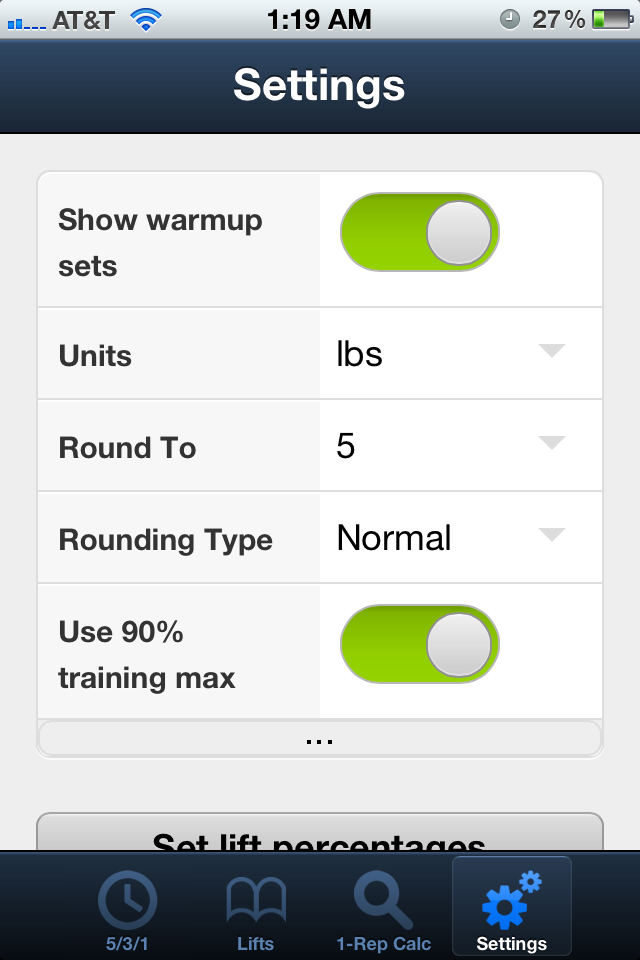 AT&T 1:19 AM 27%
Settings
Show warmup
sets
Units lbs
Round To 5
Rounding Type Normal
Use 90%
training max
...
Set lift percentages
5/3/1 Lifts 1-Rep Calc Settings